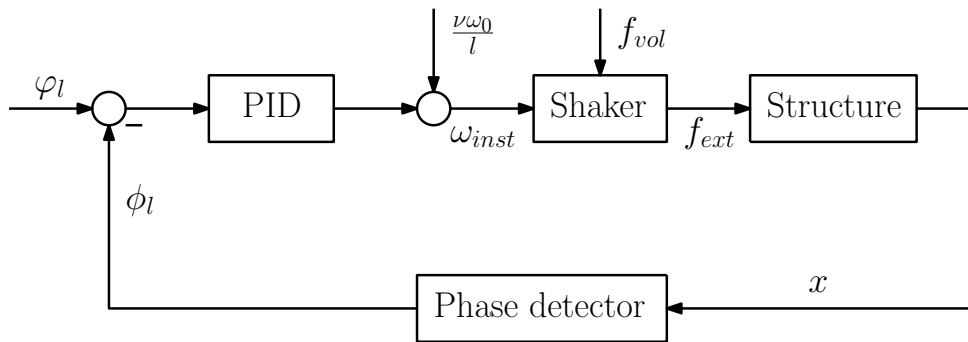 νω₀/l
f_vol
φ_l
PID
Shaker
Structure
-
ω_inst
f_ext
ϕ_l
x
Phase detector